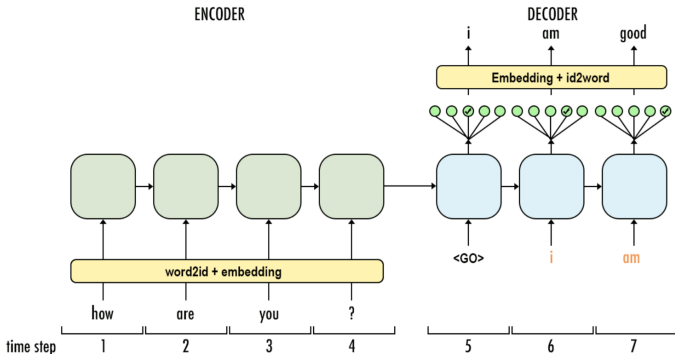 ENCODER DECODER
i am good
Embedding + id2word
<GO> i am
word2id + embedding
how are you ?
time step 1 2 3 4 5 6 7